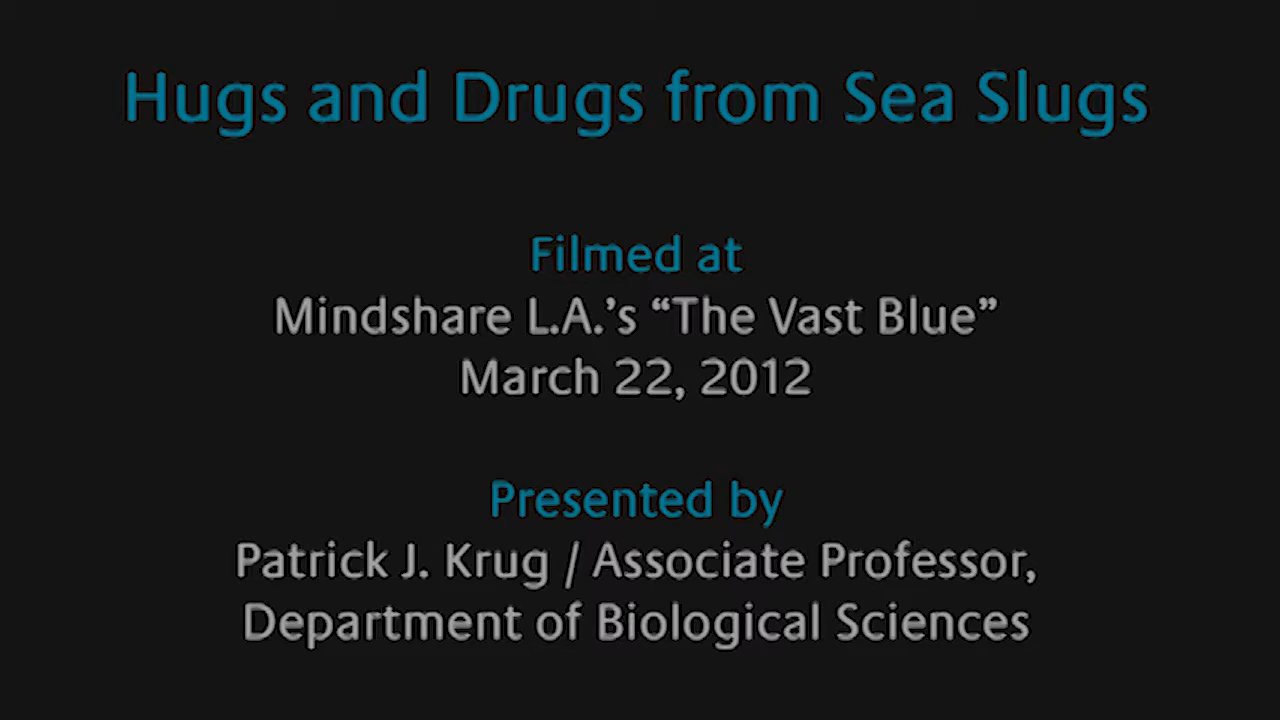 Hugs and Drugs from Sea Slugs
Filmed at
Mindshare L.A.’s “The Vast Blue”
March 22, 2012
Presented by
Patrick J. Krug / Associate Professor,
Department of Biological Sciences